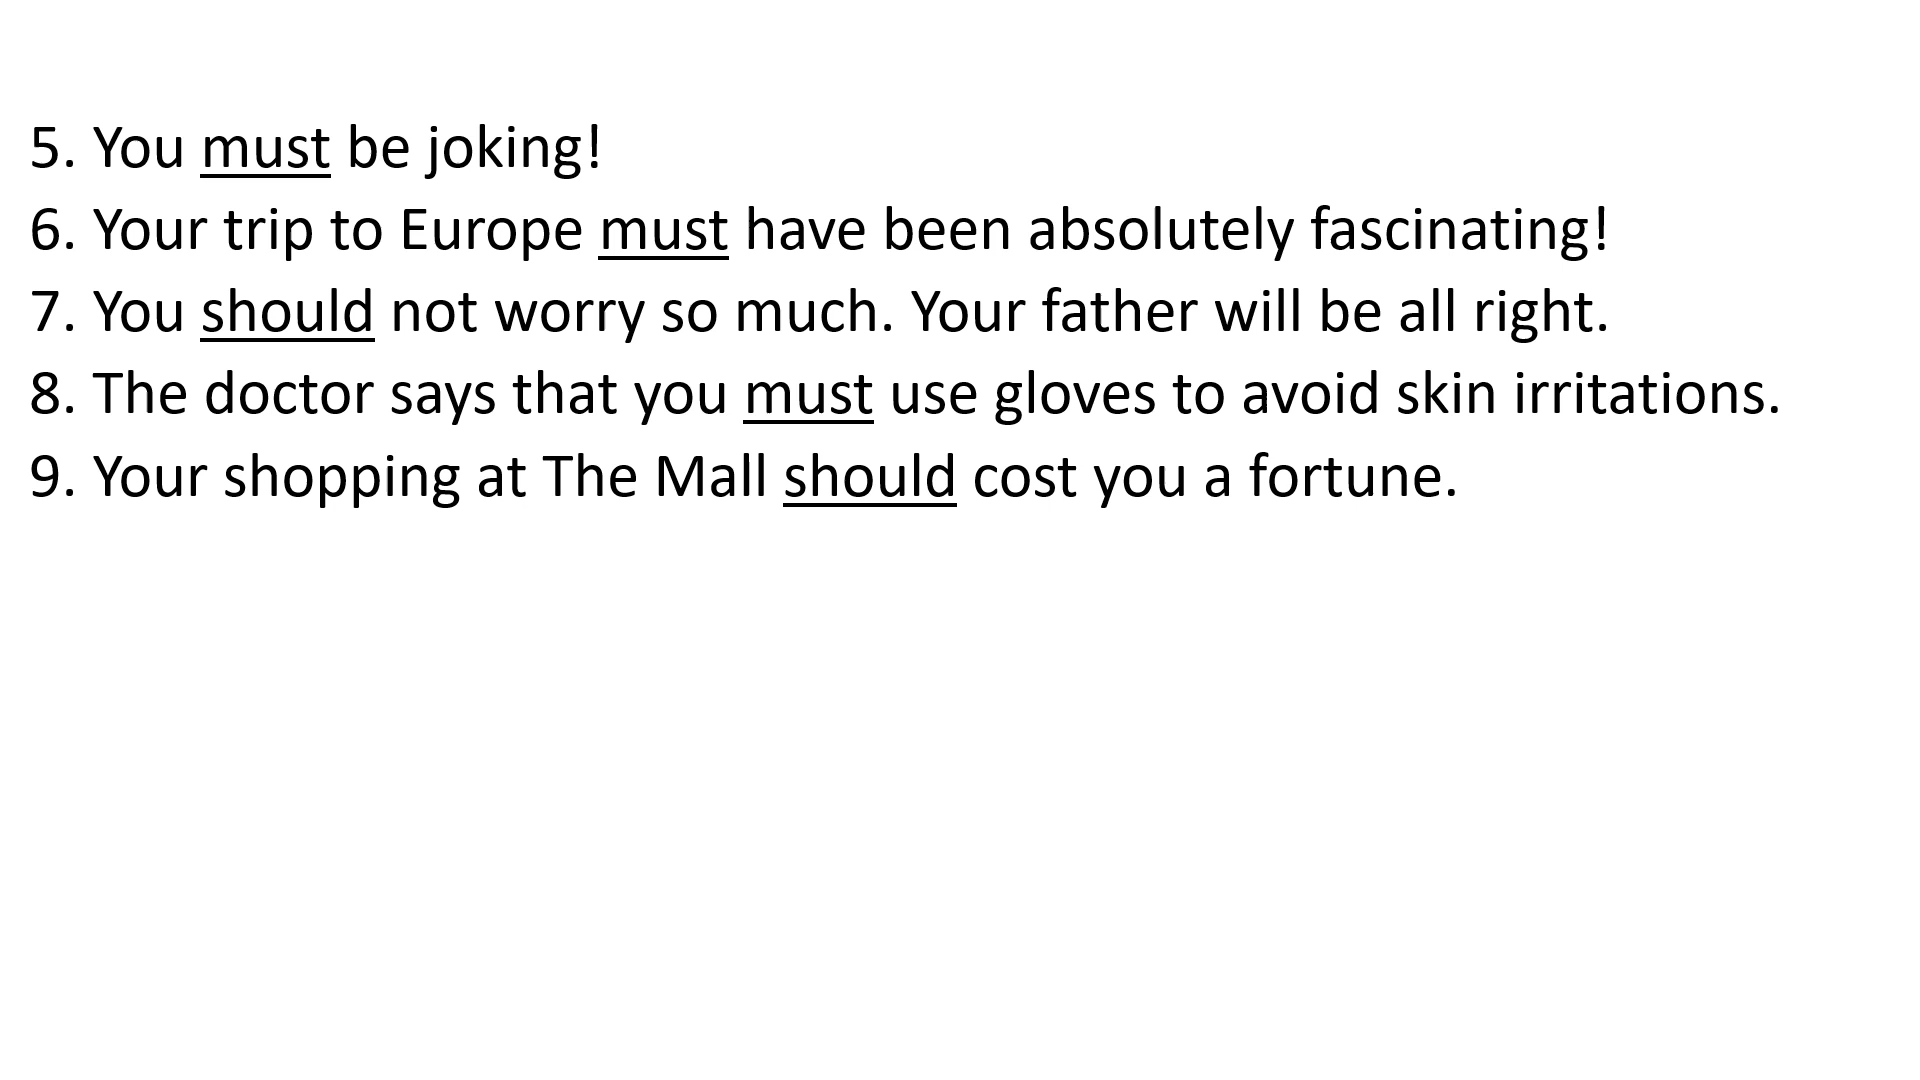 5. You must be joking!
6. Your trip to Europe must have been absolutely fascinating!
7. You should not worry so much. Your father will be all right.
8. The doctor says that you must use gloves to avoid skin irritations.
9. Your shopping at The Mall should cost you a fortune.